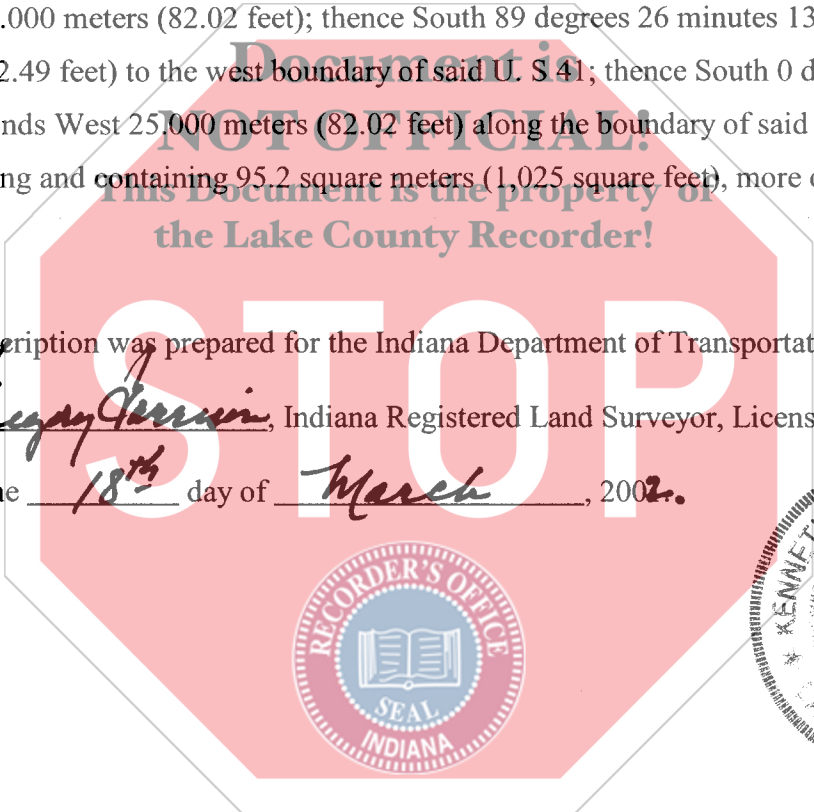 .000 meters (82.02 feet); thence South 89 degrees 26 minutes 13
Document is
2.49 feet) to the west boundary of said U. S 41; thence South 0 d
NOT OFFICIAL!
nds West 25.000 meters (82.02 feet) along the boundary of said
ng and containing 95.2 square meters (1,025 square feet), more
This Document is the property of
the Lake County Recorder!
STOP
cription was prepared for the Indiana Department of Transportat
, Indiana Registered Land Surveyor, Licens
e 18th day of March, 2002.
KENNET
RECORDER'S OFFICE
SEAL
INDIANA